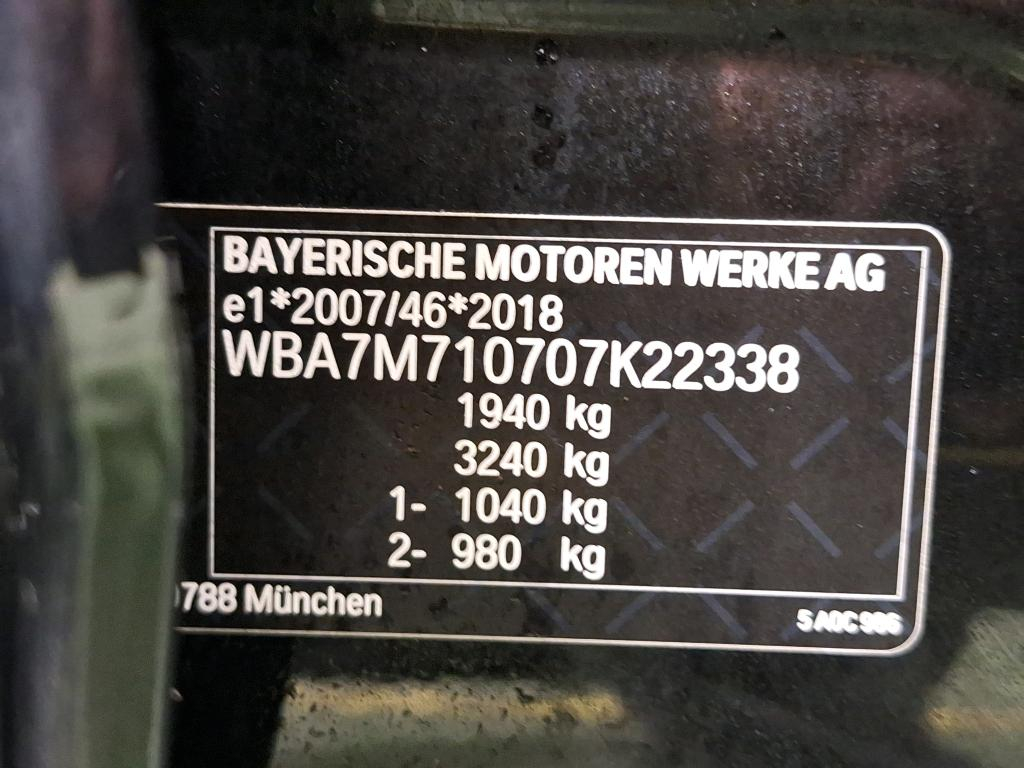 BAYERISCHE MOTOREN WERKE AG
e1*2007/46*2018
WBA7M710707K22338
1940 kg
3240 kg
1- 1040 kg
2- 980 kg
788 München